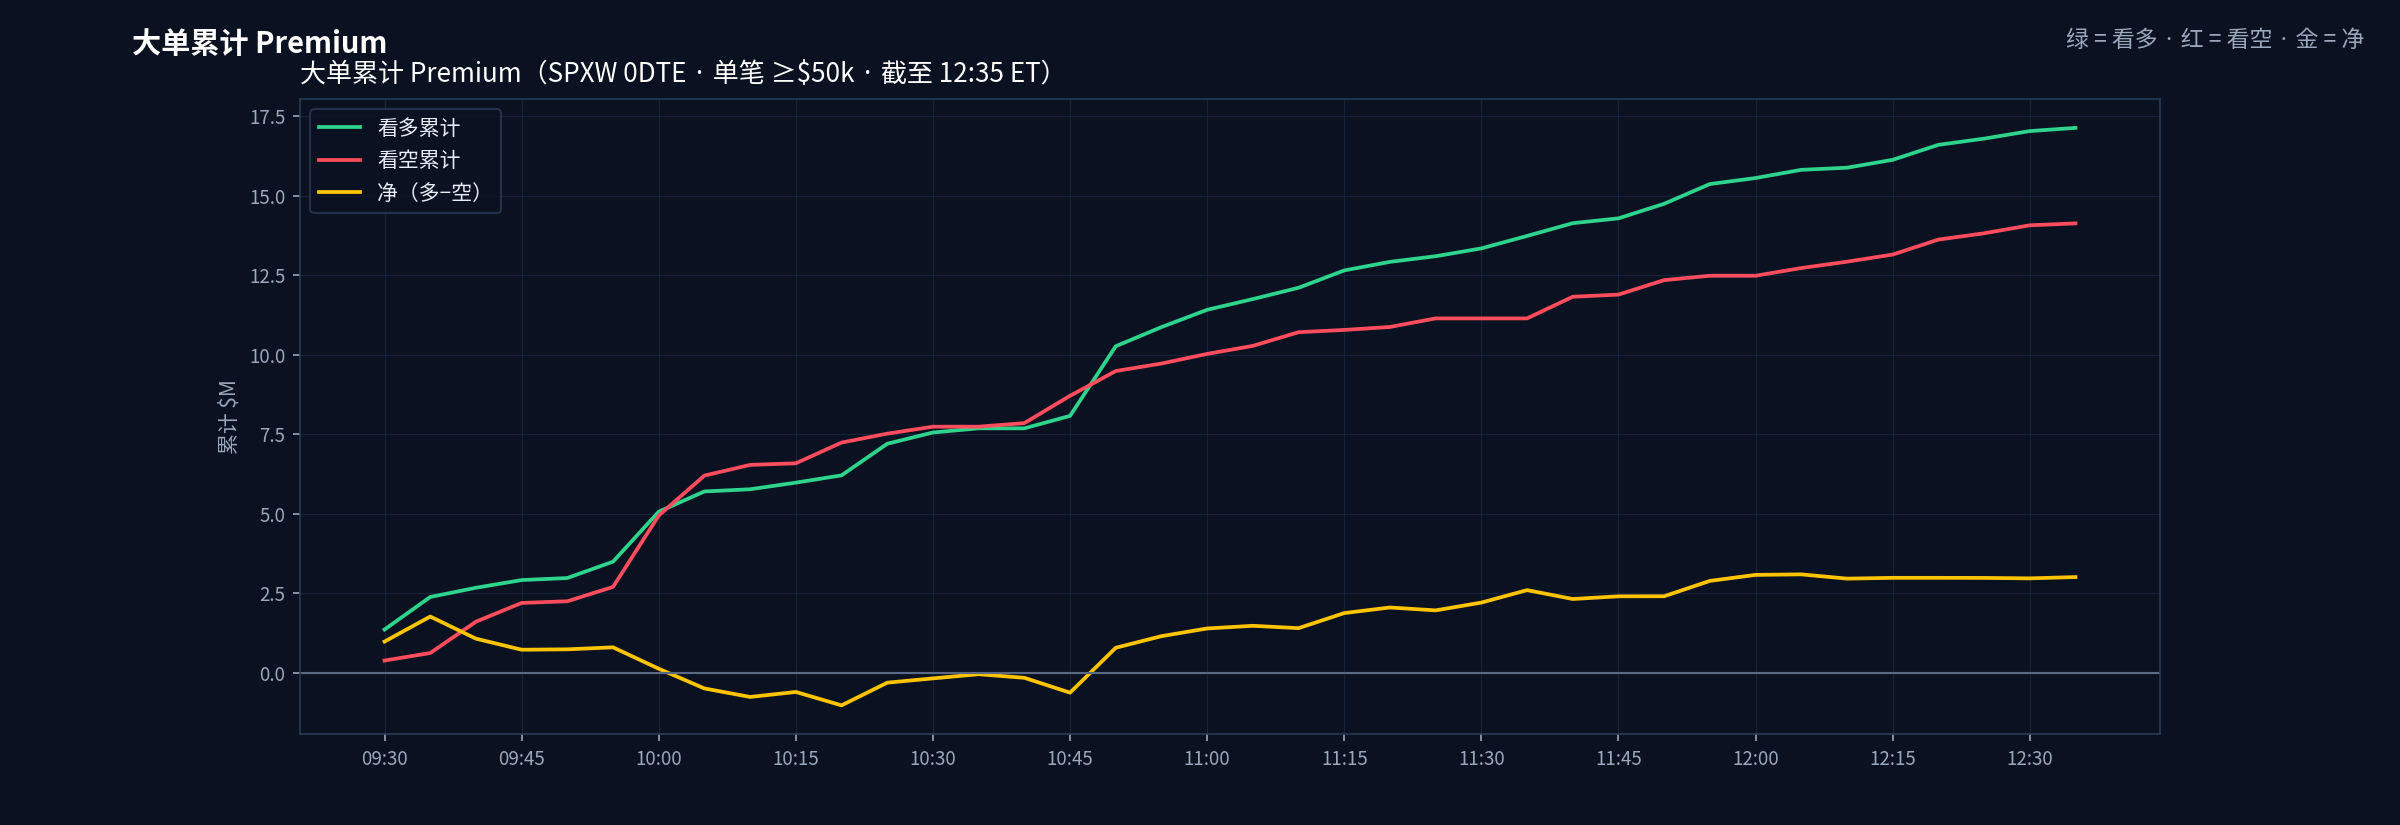 大单累计 Premium
绿 = 看多 · 红 = 看空 · 金 = 净
大单累计 Premium（SPXW 0DTE · 单笔 ≥$50k · 截至 12:35 ET）
看多累计
看空累计
净（多−空）
累计 $M
17.5
15.0
12.5
10.0
7.5
5.0
2.5
0.0
09:30 09:45 10:00 10:15 10:30 10:45 11:00 11:15 11:30 11:45 12:00 12:15 12:30